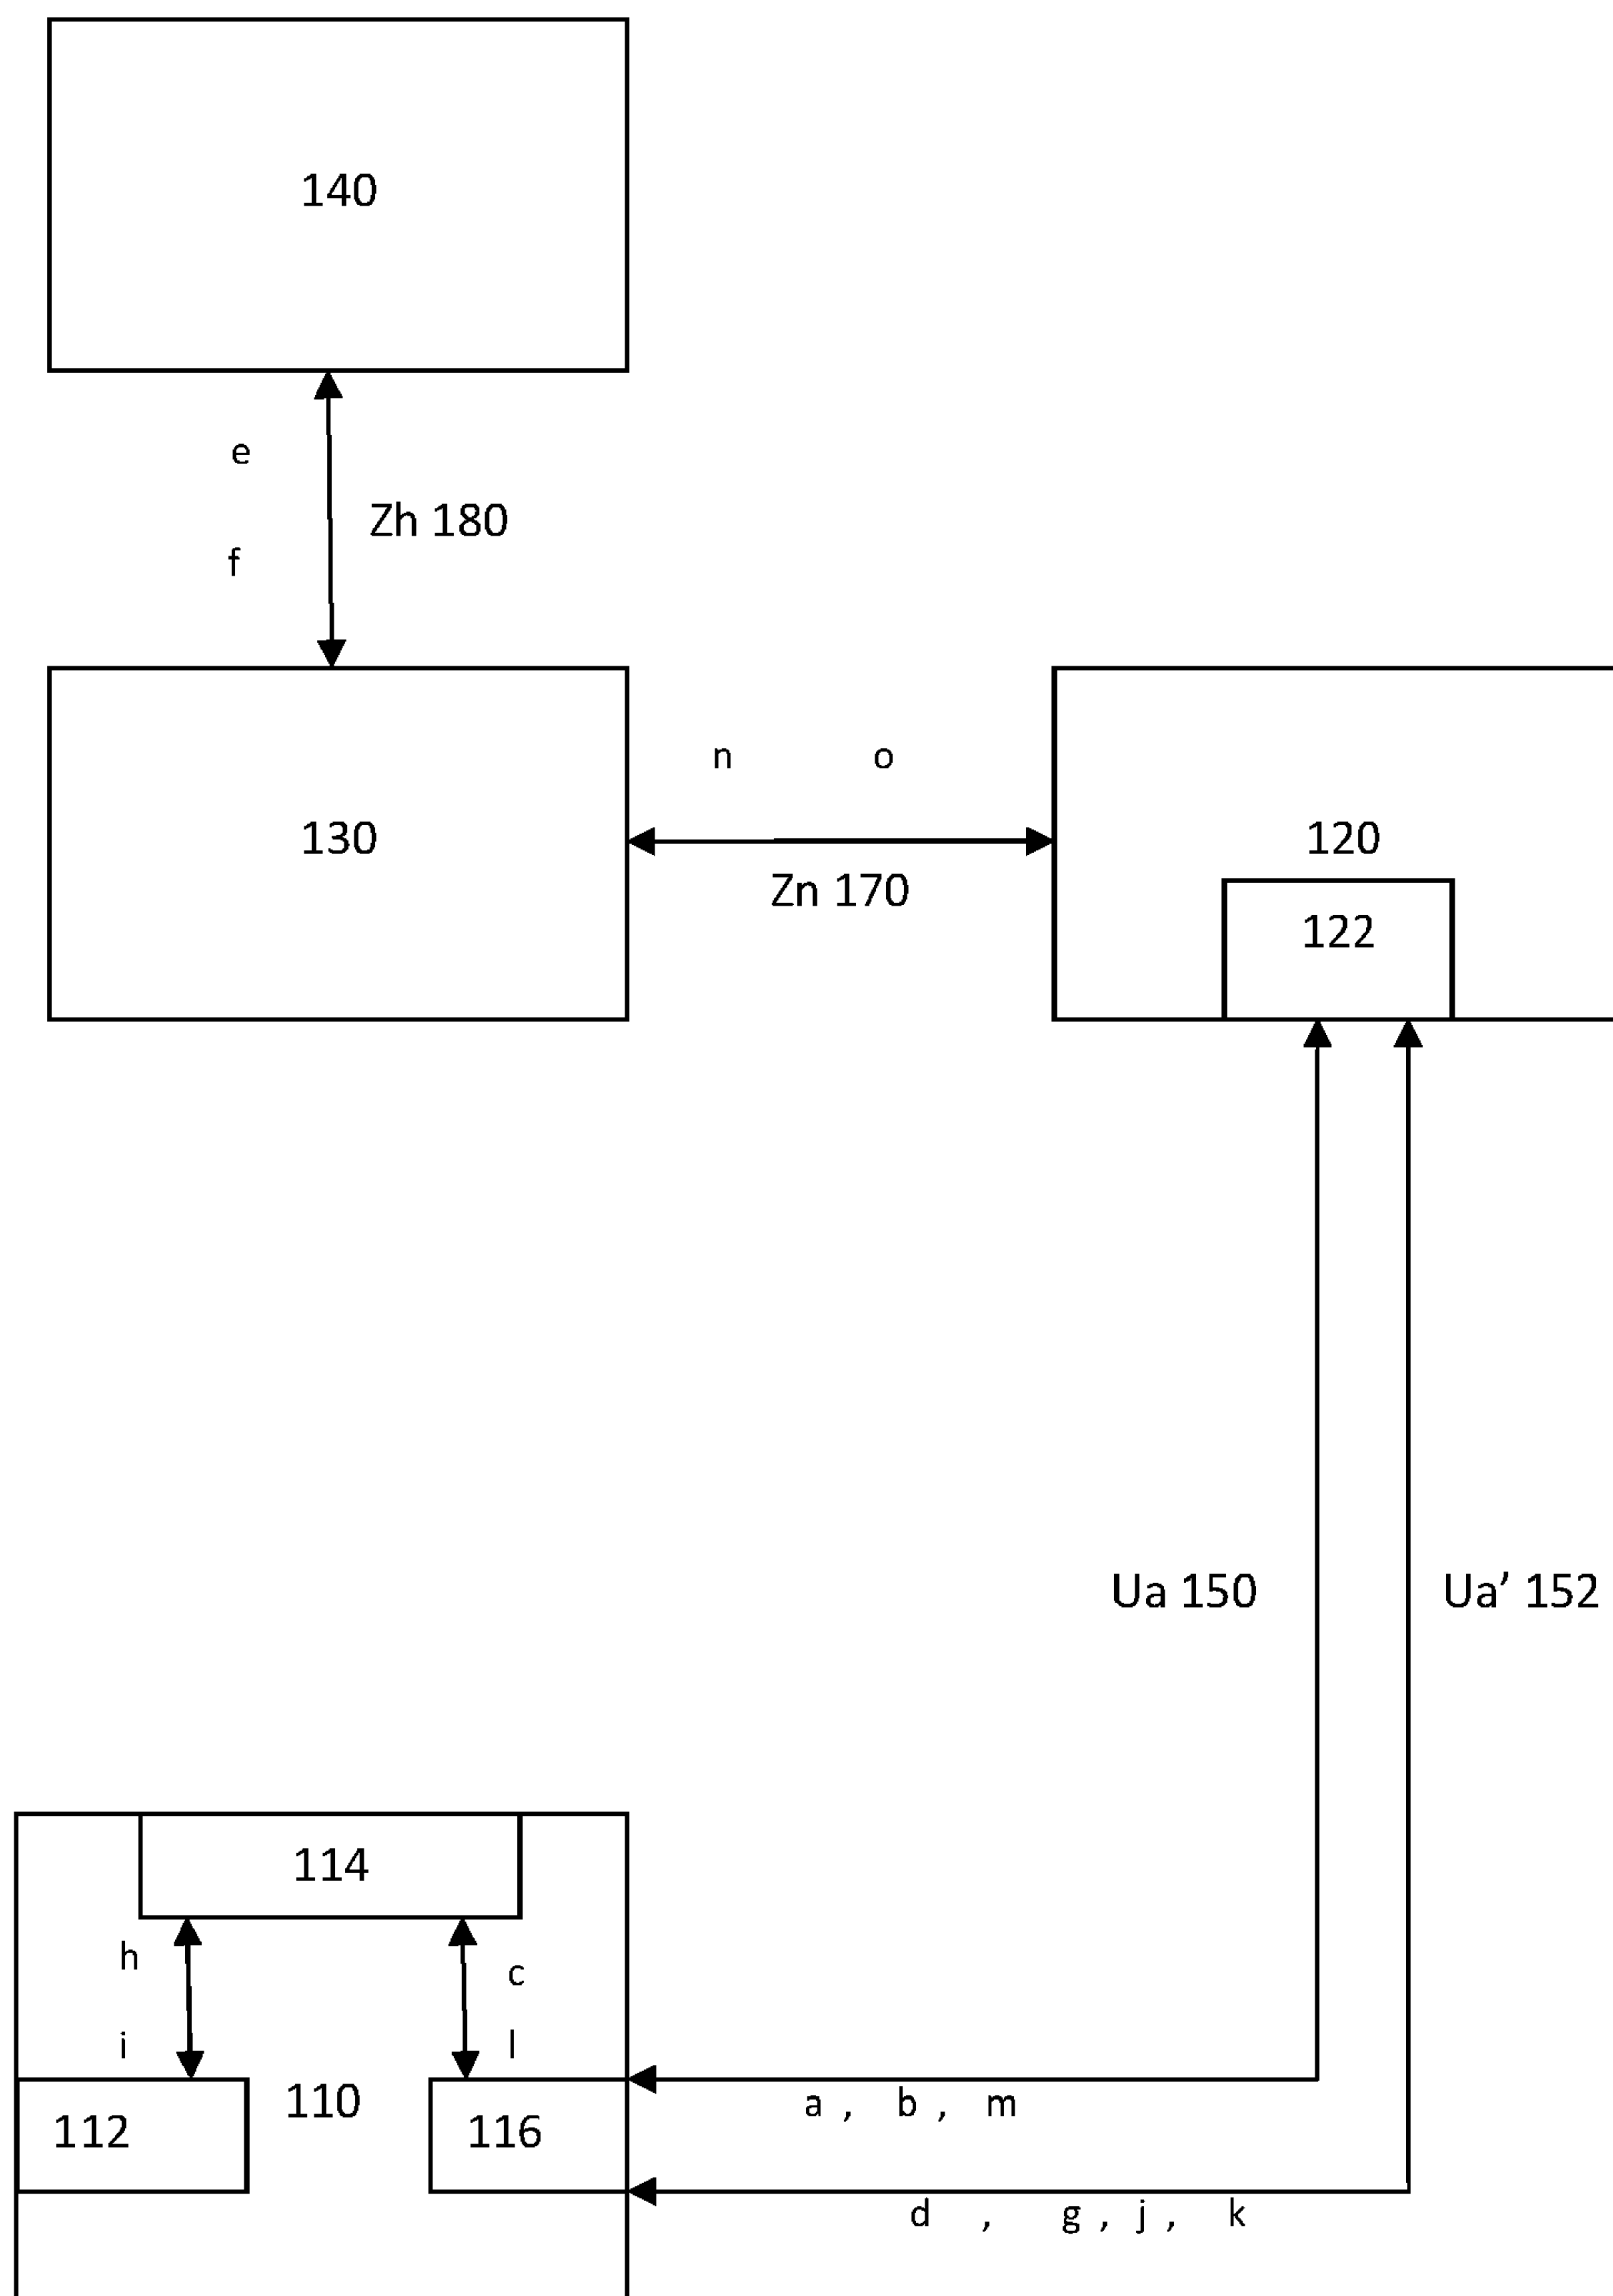 140
e
Zh 180
f
n o
130
120
Zn 170
122
Ua 150
Ua’ 152
114
h
c
i
l
110
a , b , m
112
116
d , g , j , k